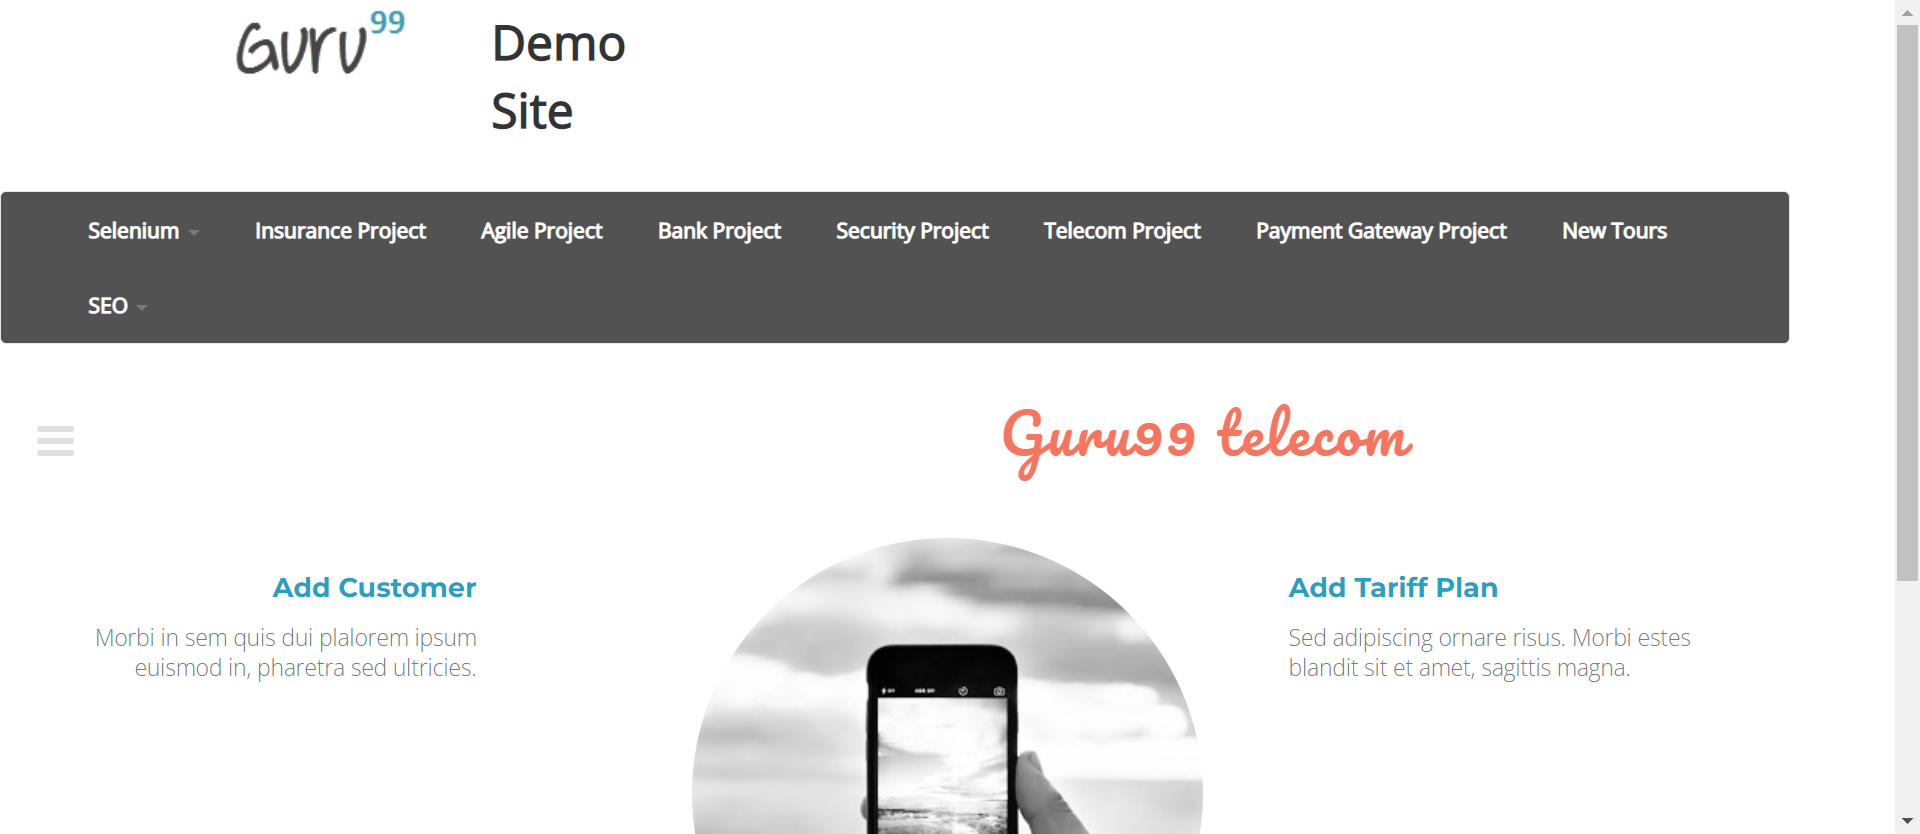 Guru99
Demo
Site
Selenium
Insurance Project
Agile Project
Bank Project
Security Project
Telecom Project
Payment Gateway Project
New Tours
SEO
Guru99 telecom
Add Customer
Morbi in sem quis dui plalorem ipsum
euismod in, pharetra sed ultricies.
Add Tariff Plan
Sed adipiscing ornare risus. Morbi estes
blandit sit et amet, sagittis magna.